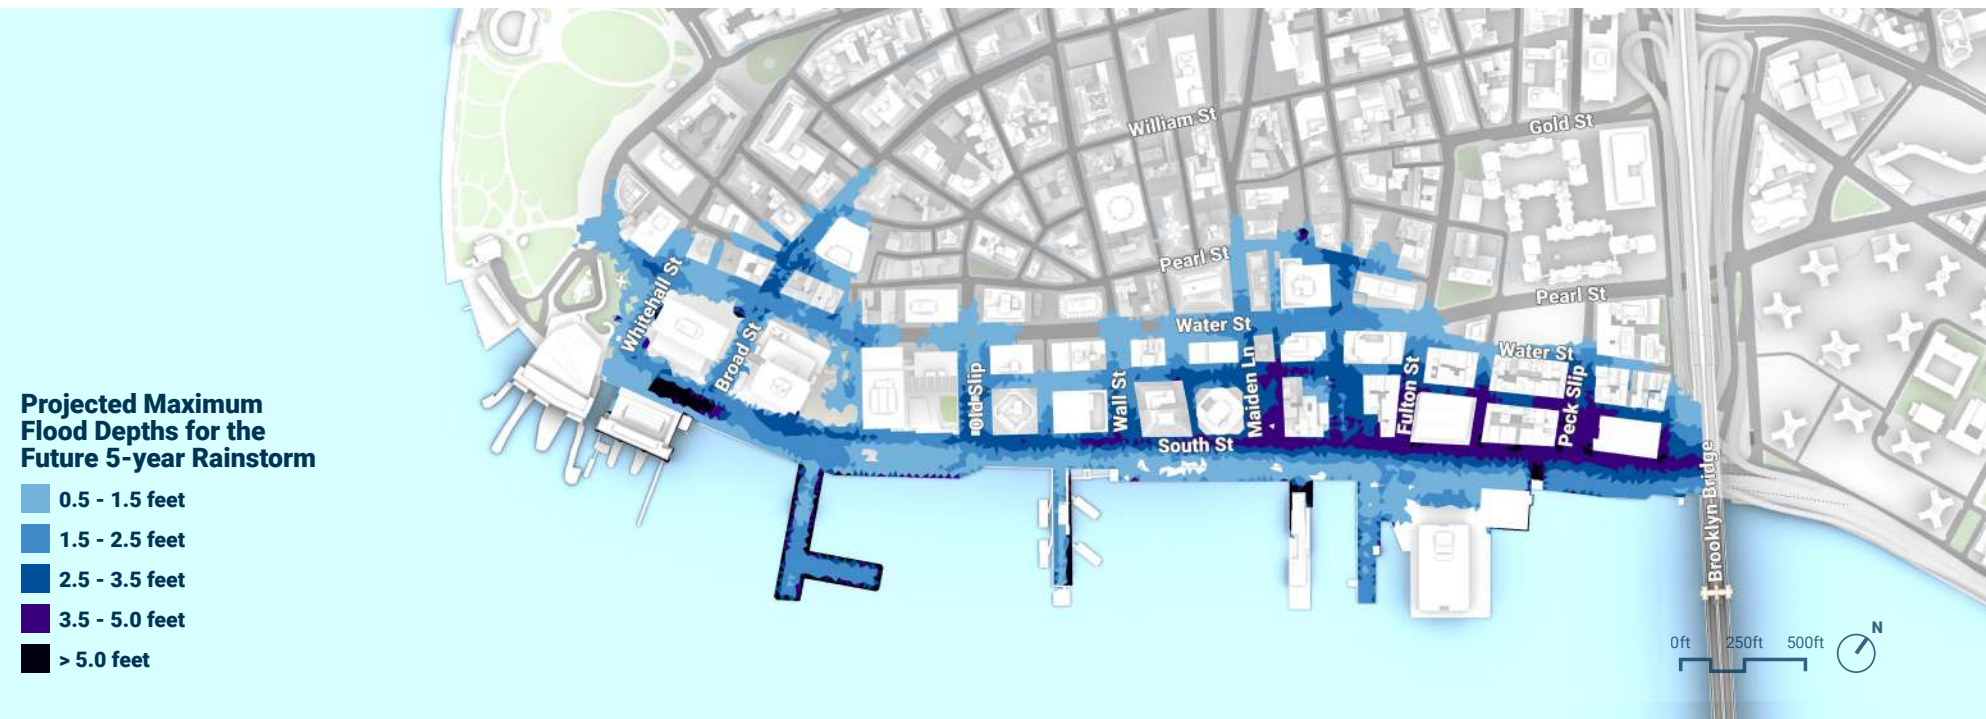 William St
Gold St
Pearl St
Pearl St
Whitehall St
Water St
Broad St
Water St
Old Slip
Wall St
Maiden Ln
Fulton St
Peck Slip
South St
Brooklyn Bridge
Projected Maximum
Flood Depths for the
Future 5-year Rainstorm
0.5 - 1.5 feet
1.5 - 2.5 feet
2.5 - 3.5 feet
3.5 - 5.0 feet
> 5.0 feet
0ft 250ft 500ft
N